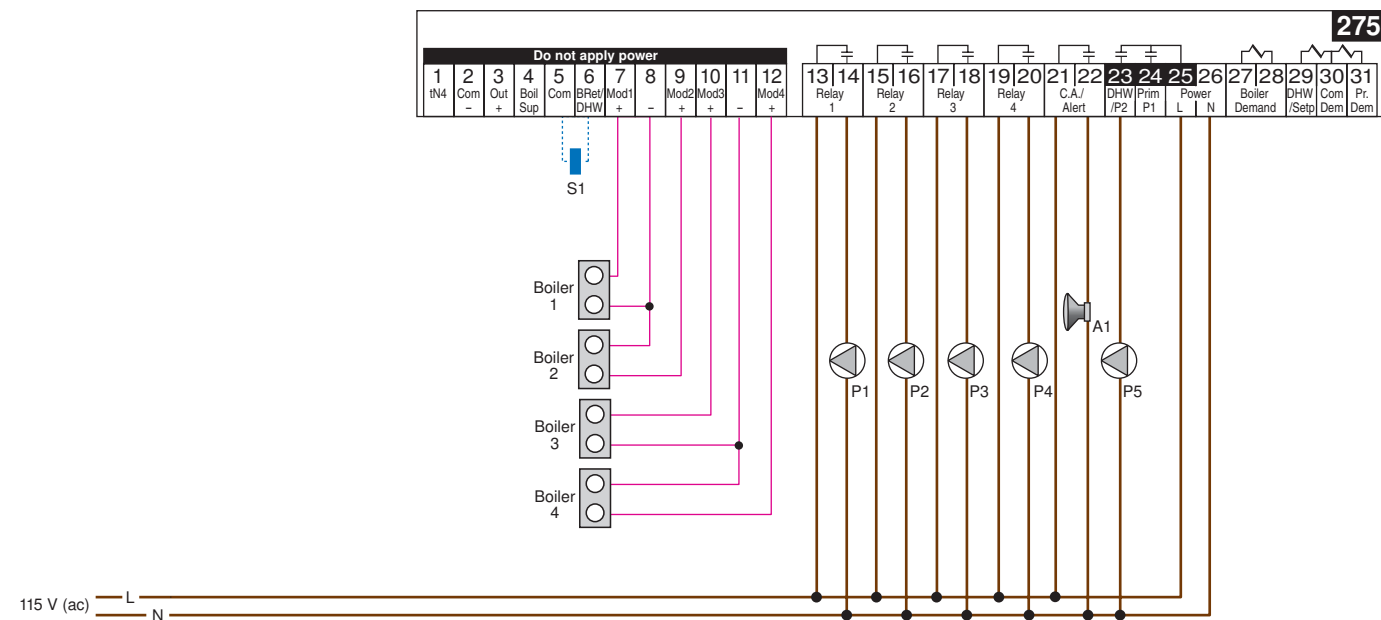 275
Do not apply power
1 2 3 4 5 6 7 8 9 10 11 12 13 14 15 16 17 18 19 20 21 22 23 24 25 26 27 28 29 30 31
tN4 Com Out Boil Com BRet/ Mod1 Mod2 Mod3 Mod4 Relay Relay Relay Relay C.A./ DHW Prim Power Boiler DHW Com Pr.
– + Sup DHW + – + + – + 1 2 3 4 Alert /P2 P1 L N Demand /Setp Dem Dem
S1
Boiler
1
Boiler
2
Boiler
3
Boiler
4
A1
P1 P2 P3 P4 P5
115 V (ac) L
N